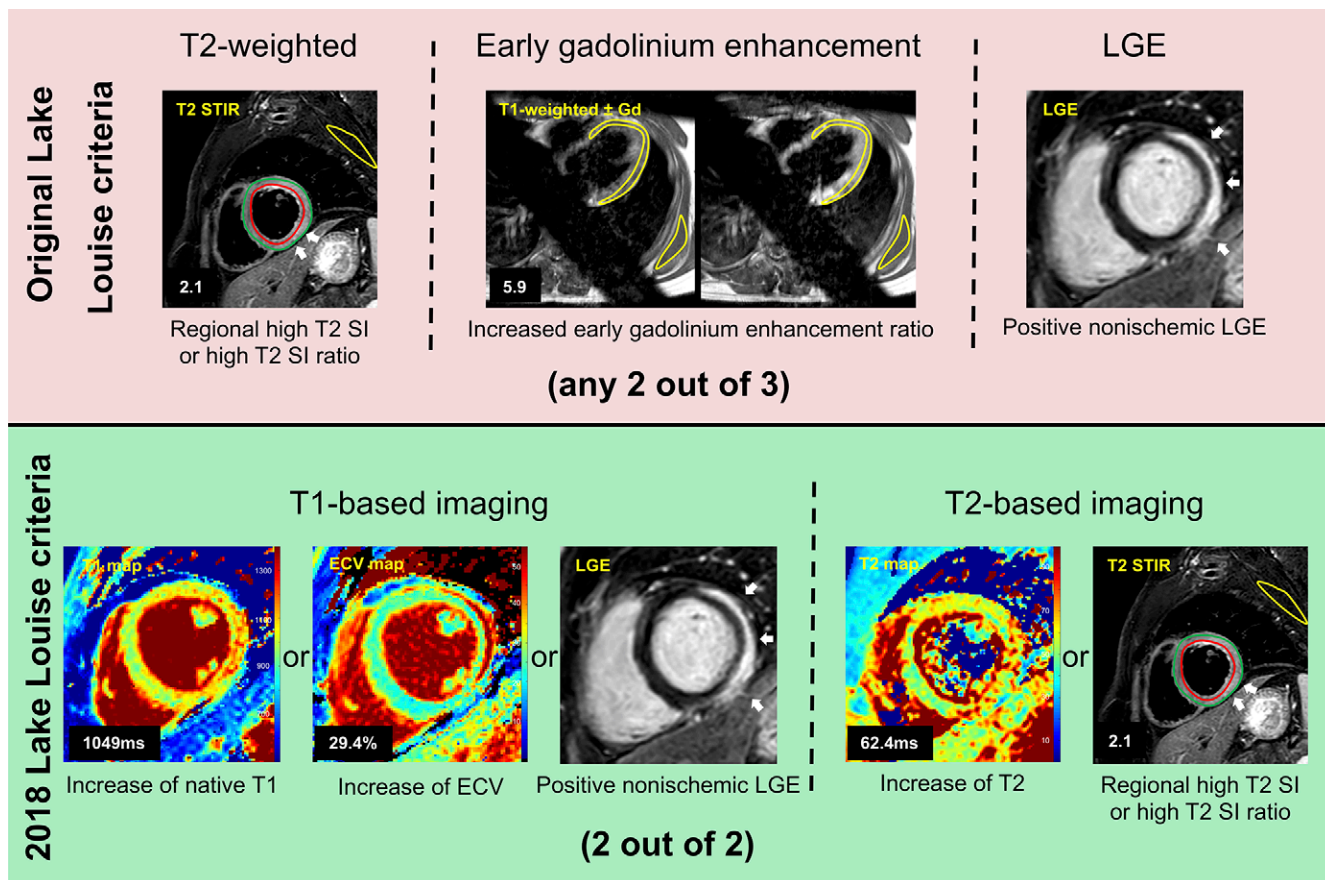 Original Lake
Louise criteria
T2-weighted
Early gadolinium enhancement
LGE
T2 STIR
2.1
T1-weighted ± Gd
5.9
LGE
Regional high T2 SI
or high T2 SI ratio
Increased early gadolinium enhancement ratio
Positive nonischemic LGE
(any 2 out of 3)
2018 Lake Louise criteria
T1-based imaging
T2-based imaging
T1 map
1300
1100
900
1049ms
or
ECV map
29.4%
or
LGE
T2 map
70
10
62.4ms
or
T2 STIR
2.1
Increase of native T1
Increase of ECV
Positive nonischemic LGE
Increase of T2
Regional high T2 SI
or high T2 SI ratio
(2 out of 2)